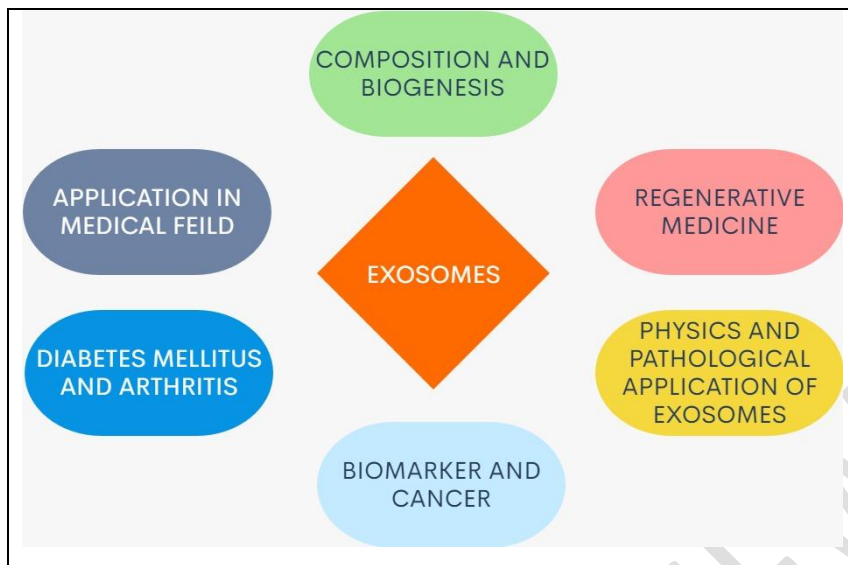 COMPOSITION AND
BIOGENESIS
APPLICATION IN
MEDICAL FEILD
REGENERATIVE
MEDICINE
EXOSOMES
DIABETES MELLITUS
AND ARTHRITIS
PHYSICS AND
PATHOLOGICAL
APPLICATION OF
EXOSOMES
BIOMARKER AND
CANCER